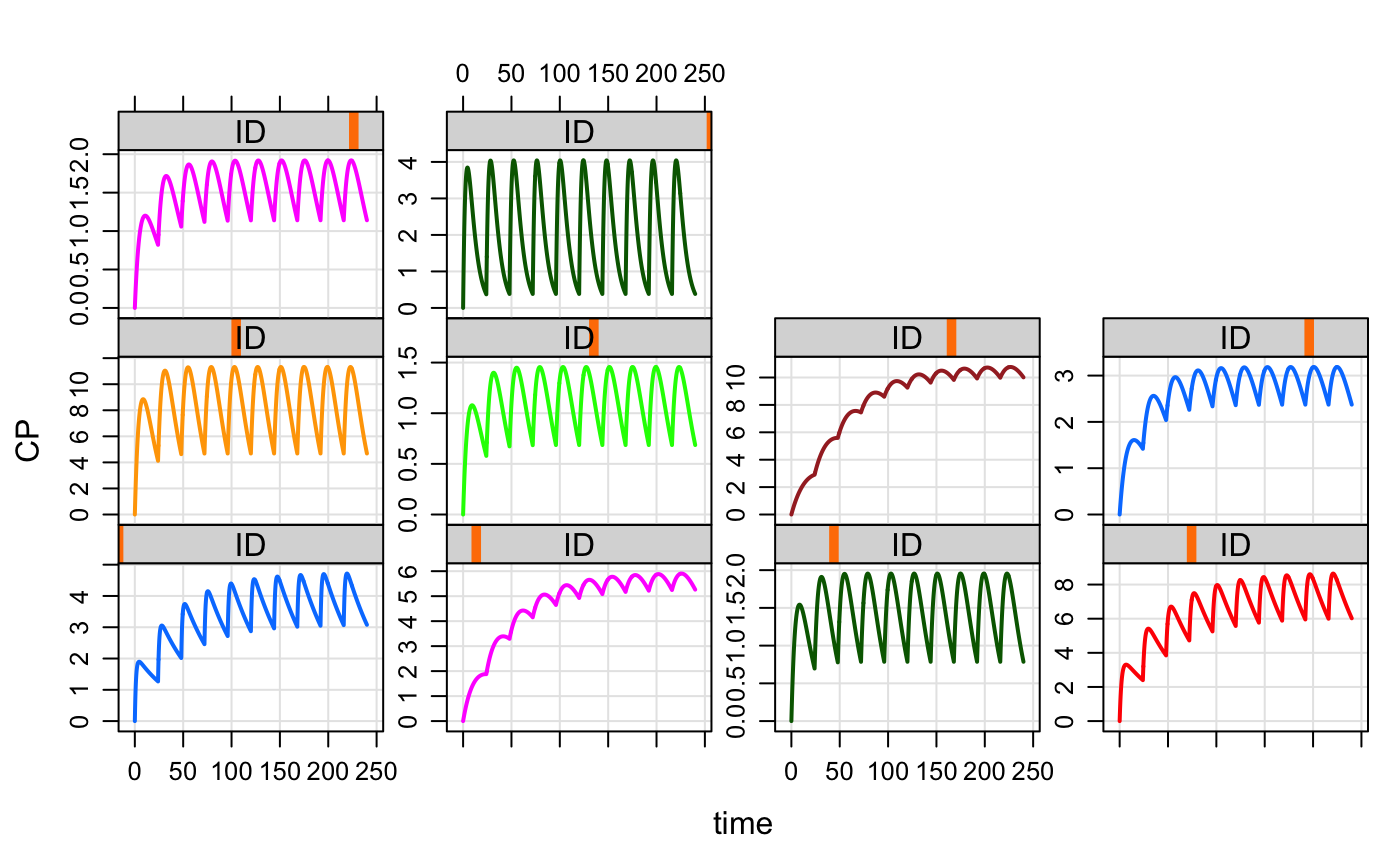 0 50 100 150 200 250
ID ID
0.0 0.5 1.0 1.5 2.0
0 1 2 3 4
ID ID ID ID
0 2 4 6 8 10
0.0 0.5 1.0 1.5
0 2 4 6 8 10
0 1 2 3
CP
ID ID ID ID
0 1 2 3 4
0 1 2 3 4 5 6
0.0 0.5 1.0 1.5 2.0
0 2 4 6 8
0 50 100 150 200 250
0 50 100 150 200 250
time